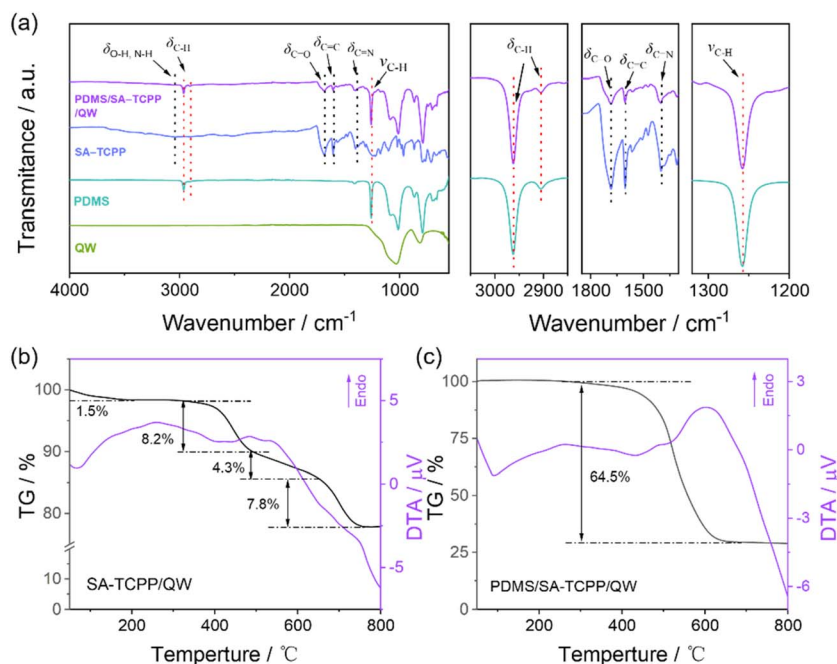 (a)
δO-H, N-H
δC-H
δC=O
δC=C
δC=N
νC-H
δC-H
δC=O
δC=C
δC=N
νC-H
PDMS/SA-TCPP
/QW
SA-TCPP
PDMS
QW
Transmitance / a.u.
4000 3000 2000 1000
3050 2900
1800 1500
1300 1200
Wavenumber / cm-1
Wavenumber / cm-1
(b)
TG / %
100
90
80
10
0
1.5%
8.2%
4.3%
7.8%
Endo
5
0
-5
DTA / μV
SA-TCPP/QW
200 400 600 800
Temperture / ℃
(c)
TG / %
100
75
50
25
0
64.5%
Endo
3
0
-3
-6
DTA / μV
PDMS/SA-TCPP/QW
200 400 600 800
Temperture / ℃